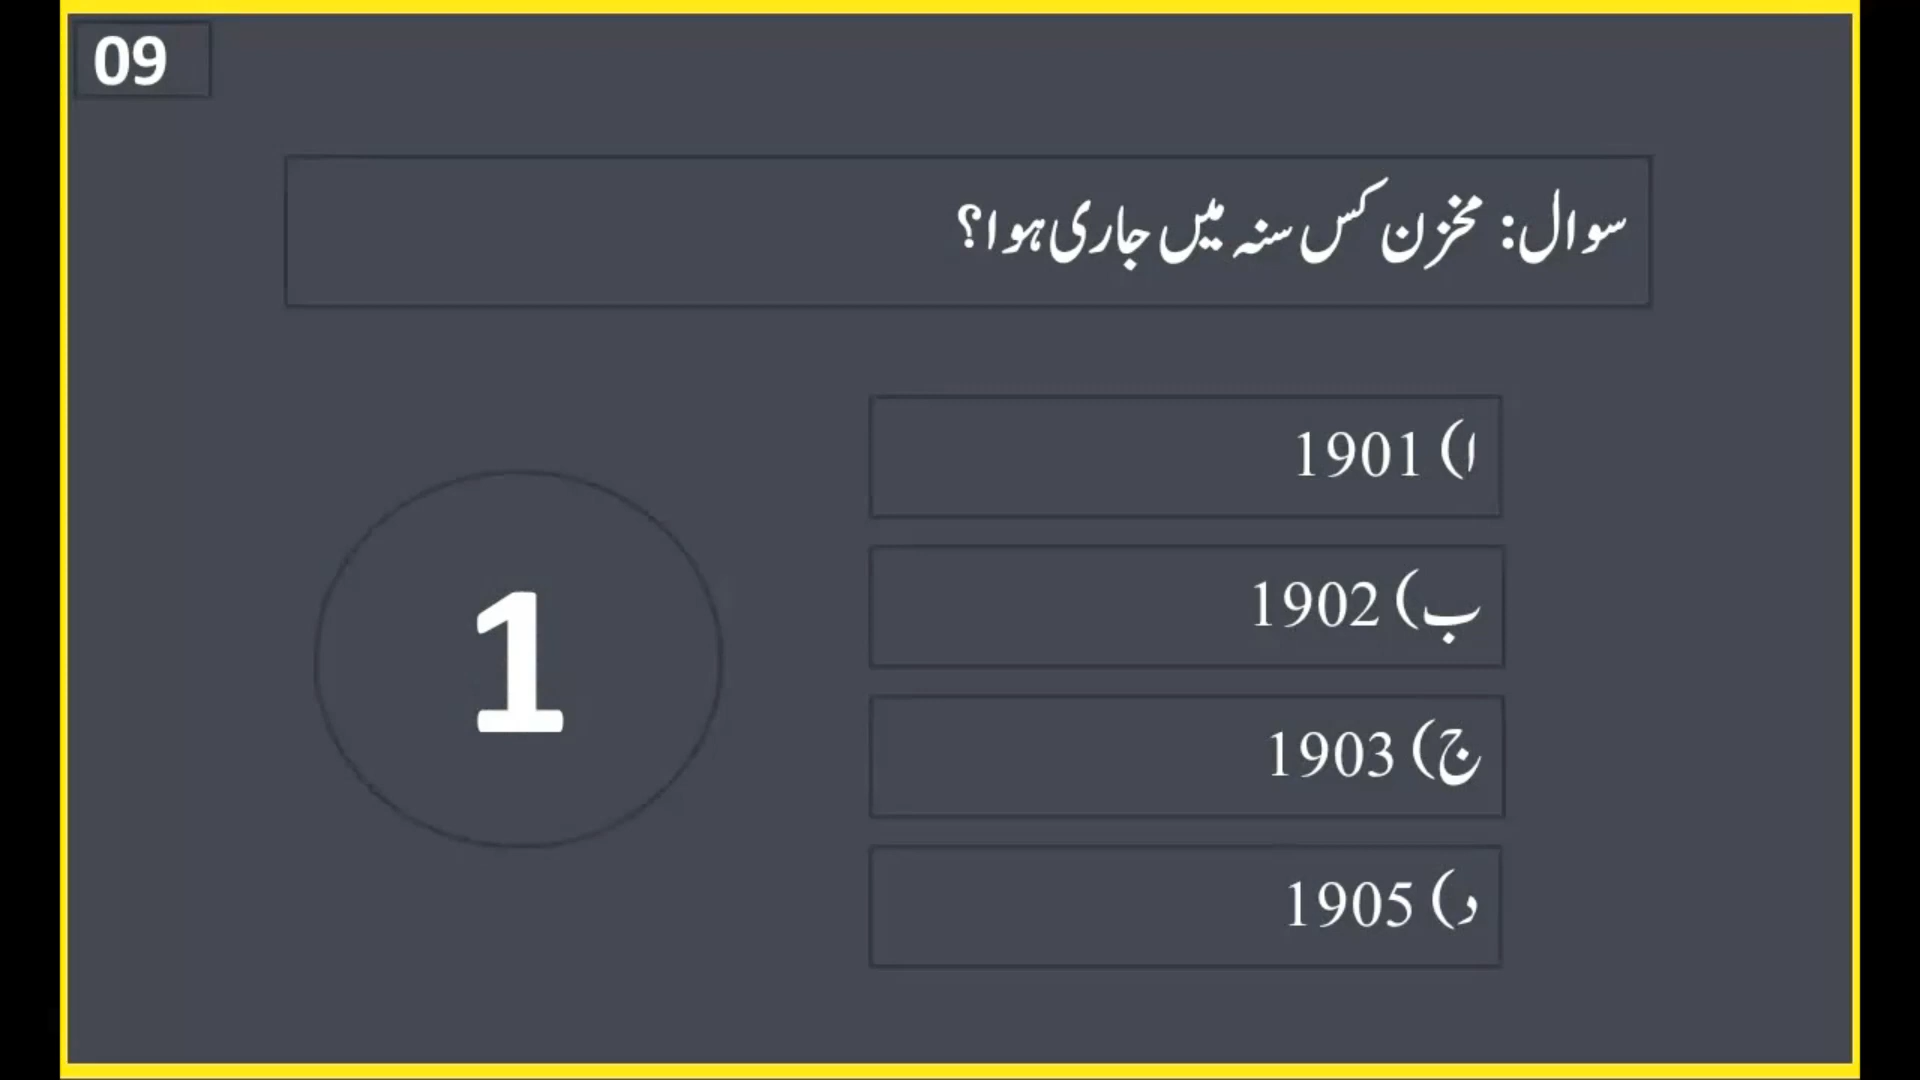 09
سوال: مخزن کس سنہ میں جاری ہوا؟
ا) 1901
ب) 1902
ج) 1903
د) 1905
1